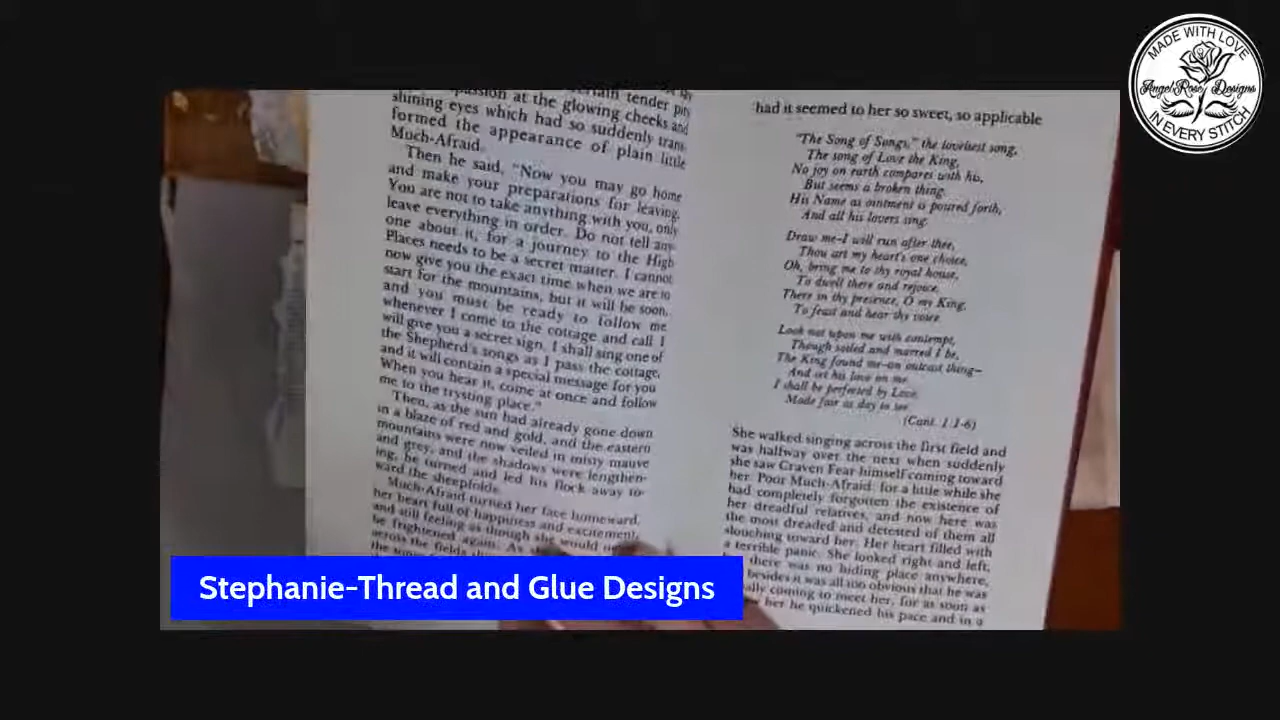 MADE WITH LOVE
AngelRose Designs
IN EVERY STITCH
tender pity
at the glowing cheeks and
shining eyes which had so suddenly trans-
formed the appearance of plain little
Much-Afraid.
Then he said, "Now you may go home
and make your preparations for leaving.
You are not to take anything with you, only
leave everything in order. Do not tell any-
one about it, for a journey to the High
Places needs to be a secret matter. I cannot
now give you the exact time when we are to
start for the mountains, but it will be soon,
and you must be ready to follow me
whenever I come to the cottage and call. I
will give you a secret sign. I shall sing one of
the Shepherd's songs as I pass the cottage,
and it will contain a special message for you.
When you hear it, come at once and follow
me to the trysting place."
Then, as the sun had already gone down
in a blaze of red and gold, and the eastern
mountains were now veiled in misty mauve
and grey, and the shadows were lengthen-
ing, he turned and led his flock away to-
ward the sheepfolds.
Much-Afraid turned her face homeward,
her heart full of happiness and excitement,
and still feeling as though she would
be frightened again. As
across the fields
had it seemed to her so sweet, so applicable
"The Song of Songs," the loveliest song,
The song of Love the King,
No joy on earth compares with his,
But seems a broken thing.
His Name as ointment is poured forth,
And all his lovers sing.
Draw me–I will run after thee,
Thou art my heart's one choice,
Oh, bring me to thy royal house,
To dwell there and rejoice.
There in thy presence, O my King,
To feast and hear thy voice.
Look not upon me with contempt,
Though soiled and marred I be,
The King found me–an outcast thing–
And set his love on me.
I shall be perfected by Love,
Made fair as day to see.
(Cant. 1:1-6)
She walked singing across the first field and
was halfway over the next when suddenly
she saw Craven Fear himself coming toward
her. Poor Much-Afraid: for a little while she
had completely forgotten the existence of
her dreadful relatives, and now here was
the most dreaded and detested of them all
slouching toward her. Her heart filled with
a terrible panic. She looked right and left,
there was no hiding place anywhere,
besides it was all too obvious that he was
coming to meet her, for as soon as
her he quickened his pace and in a
Stephanie-Thread and Glue Designs